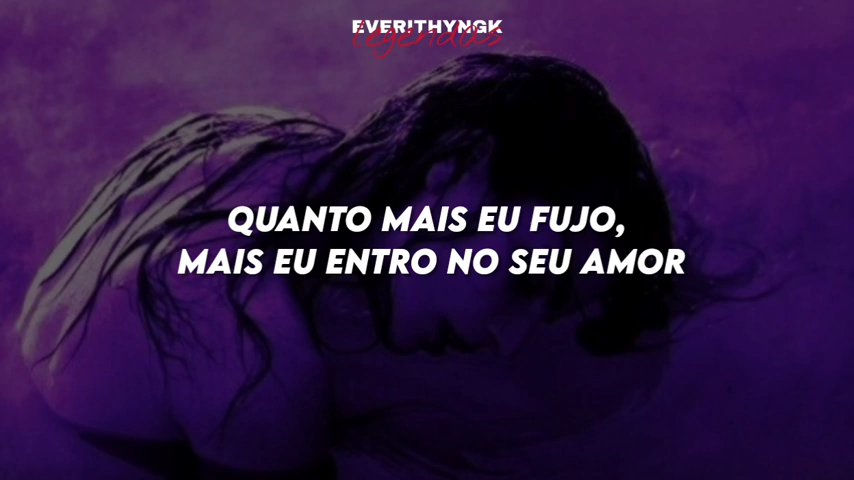 EVERITHYNGK
legendas
QUANTO MAIS EU FUJO,
MAIS EU ENTRO NO SEU AMOR